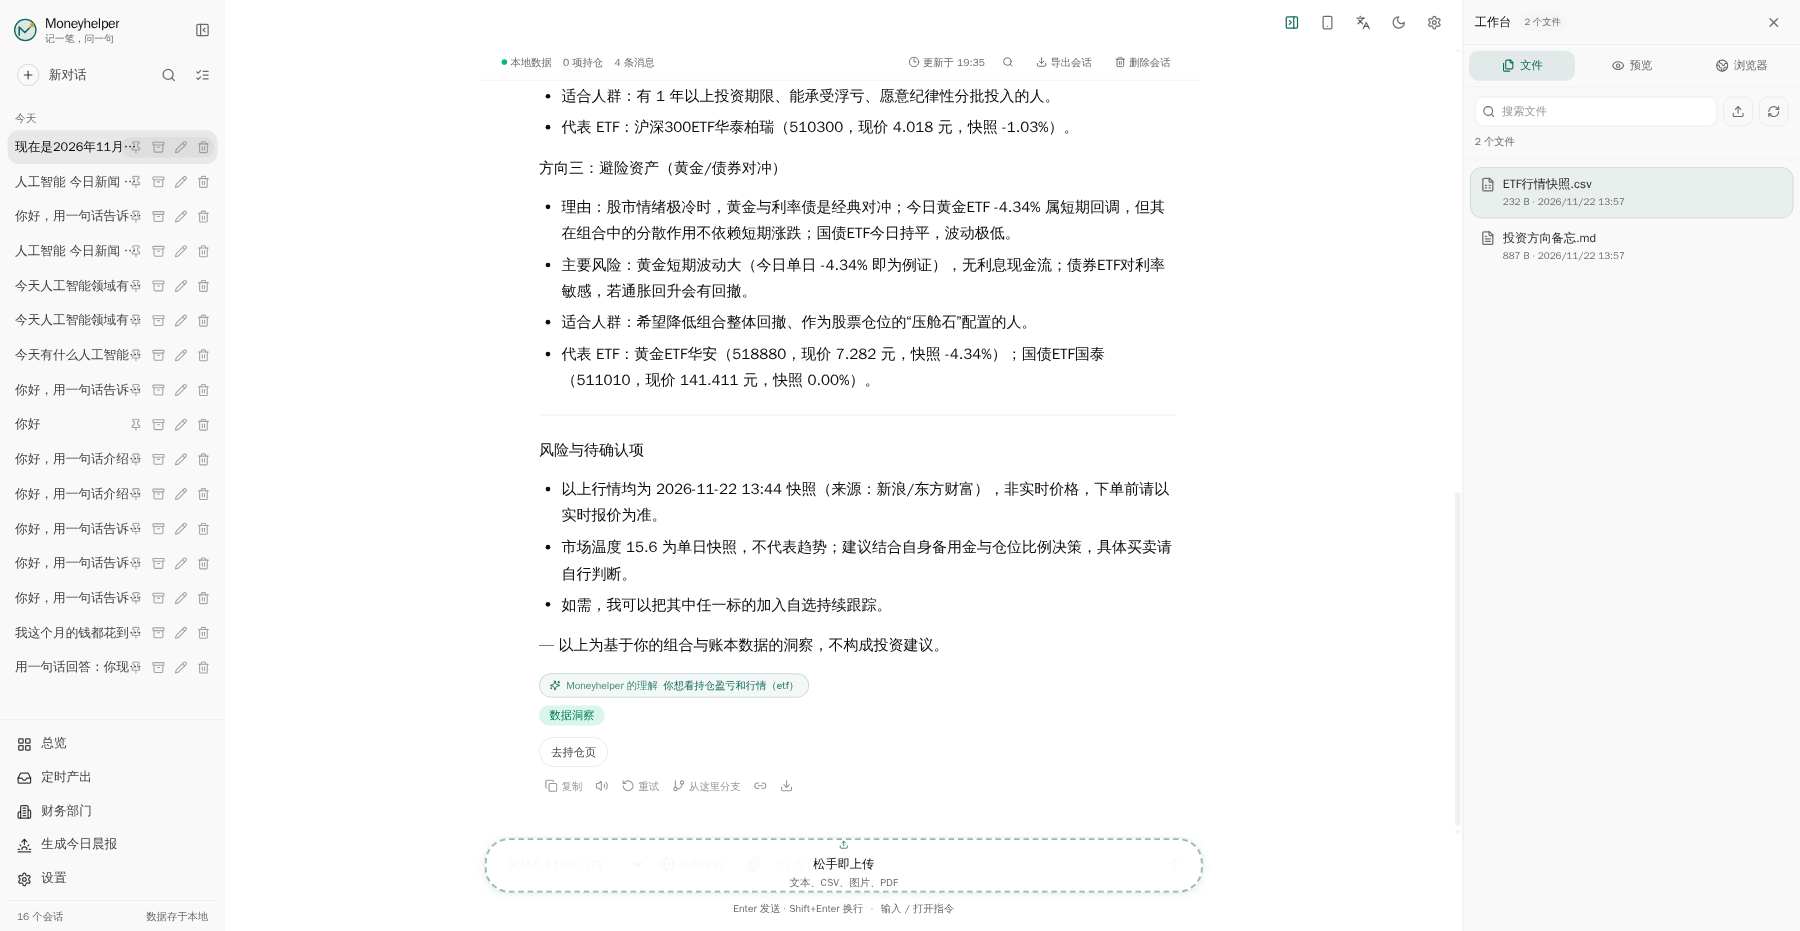 Moneyhelper
记一笔，问一句
新对话
今天
现在是2026年11月…
人工智能 今日新闻 …
你好，用一句话告诉…
人工智能 今日新闻 …
今天人工智能领域有…
今天人工智能领域有…
今天有什么人工智能…
你好，用一句话告诉…
你好
你好，用一句话介绍…
你好，用一句话介绍…
你好，用一句话告诉…
你好，用一句话告诉…
你好，用一句话告诉…
我这个月的钱都花到…
用一句话回答：你现…
总览
定时产出
财务部门
生成今日晨报
设置
16 个会话 数据存于本地
本地数据 0 项持仓 4 条消息 更新于 19:35 导出会话 删除会话
• 适合人群：有 1 年以上投资期限、能承受浮亏、愿意纪律性分批投入的人。
• 代表 ETF：沪深300ETF华泰柏瑞（510300，现价 4.018 元，快照 -1.03%）。
方向三：避险资产（黄金/债券对冲）
• 理由：股市情绪极冷时，黄金与利率债是经典对冲；今日黄金ETF -4.34% 属短期回调，但其
在组合中的分散作用不依赖短期涨跌；国债ETF今日持平，波动极低。
• 主要风险：黄金短期波动大（今日单日 -4.34% 即为例证），无利息现金流；债券ETF对利率
敏感，若通胀回升会有回撤。
• 适合人群：希望降低组合整体回撤、作为股票仓位的“压舱石”配置的人。
• 代表 ETF：黄金ETF华安（518880，现价 7.282 元，快照 -4.34%）；国债ETF国泰
（511010，现价 141.411 元，快照 0.00%）。
风险与待确认项
• 以上行情均为 2026-11-22 13:44 快照（来源：新浪/东方财富），非实时价格，下单前请以
实时报价为准。
• 市场温度 15.6 为单日快照，不代表趋势；建议结合自身备用金与仓位比例决策，具体买卖请
自行判断。
• 如需，我可以把其中任一标的加入自选持续跟踪。
— 以上为基于你的组合与账本数据的洞察，不构成投资建议。
Moneyhelper 的理解 你想看持仓盈亏和行情（etf）
数据洞察
去持仓页
复制 重试 从这里分支
松手即上传
文本、CSV、图片、PDF
Enter 发送 · Shift+Enter 换行 · 输入 / 打开指令
工作台 2 个文件
文件 预览 浏览器
搜索文件
2 个文件
ETF行情快照.csv
232 B · 2026/11/22 13:57
投资方向备忘.md
887 B · 2026/11/22 13:57